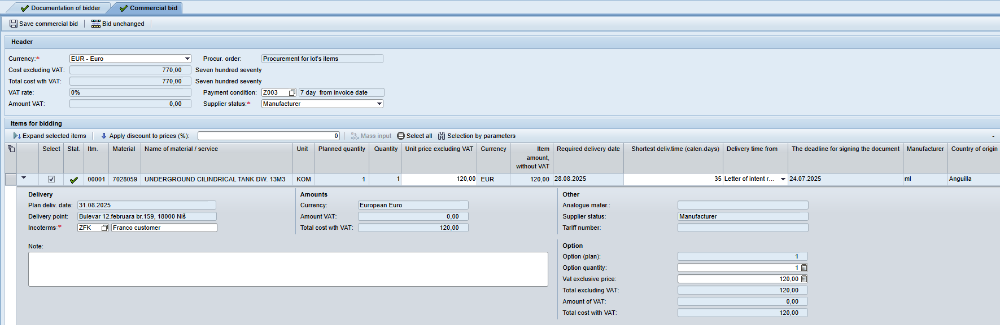 Documentation of bidder Commercial bid
Save commercial bid Bid unchanged
Header
Currency:* EUR - Euro Procur. order: Procurement for lot's items
Cost excluding VAT: 770,00 Seven hundred seventy
Total cost wth VAT: 770,00 Seven hundred seventy
VAT rate: 0% Payment condition: Z003 7 day from invoice date
Amount VAT: 0,00 Supplier status:* Manufacturer
Items for bidding
Expand selected items Apply discount to prices (%): 0 Mass input Select all Selection by parameters -
Select Stat. Itm. Material Name of material / service Unit Planned quantity Quantity Unit price excluding VAT Currency Item amount, without VAT Required delivery date Shortest deliv.time (calen.days) Delivery time from The deadline for signing the document Manufacturer Country of origin
00001 7028059 UNDERGROUND CILINDRICAL TANK DW. 13M3 KOM 1 1 120,00 EUR 120,00 28.08.2025 35 Letter of intent r... 24.07.2025 ml Anguilla
Delivery
Plan deliv. date: 31.08.2025
Delivery point: Bulevar 12.februara br.159, 18000 Niš
Incoterms:* ZFK Franco customer
Amounts
Currency: European Euro
Amount VAT: 0,00
Total cost wth VAT: 120,00
Other
Analogue mater.:
Supplier status: Manufacturer
Tariff number:
Note:
Option
Option (plan): 1
Option quantity: 1
Vat exclusive price: 120,00
Total excluding VAT: 120,00
Amount of VAT: 0,00
Total cost with VAT: 120,00